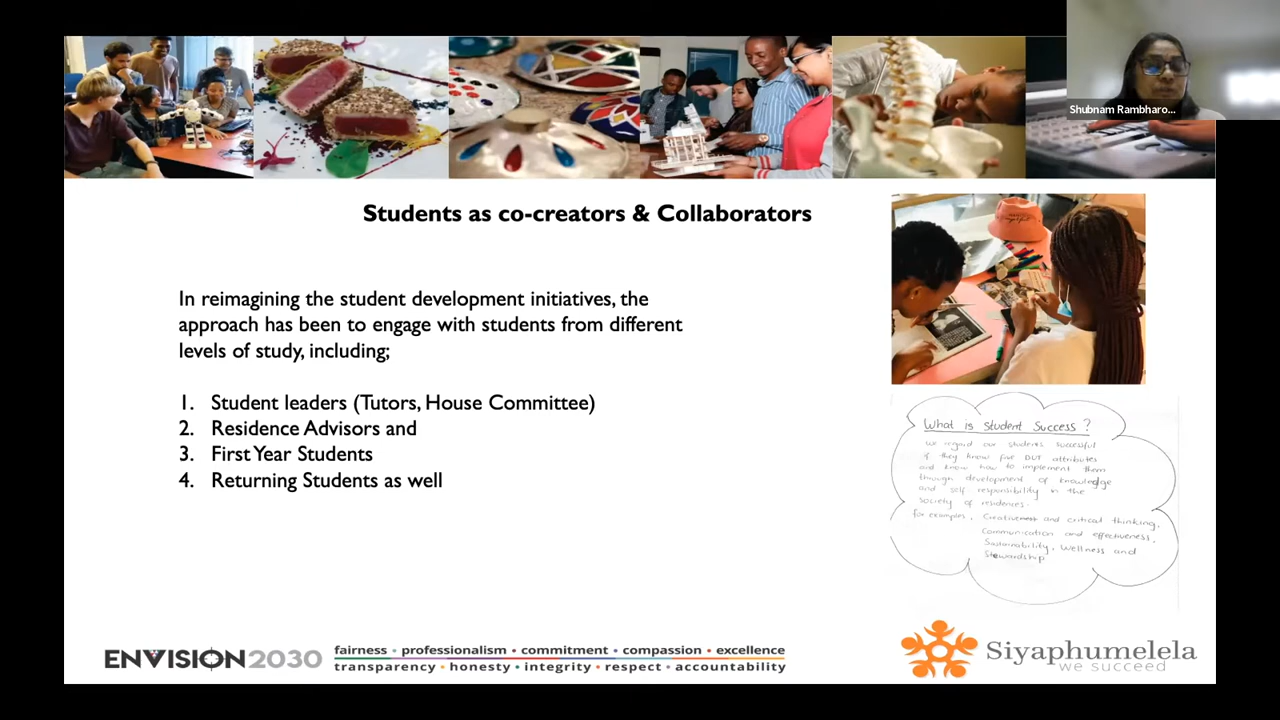 Shubnam Rambharo...
Students as co-creators & Collaborators
In reimagining the student development initiatives, the
approach has been to engage with students from different
levels of study, including;
1. Student leaders (Tutors, House Committee)
2. Residence Advisors and
3. First Year Students
4. Returning Students as well
What is Student Success ?
we regard our students successful
if they know five DUT attributes
and know how to implement them
through development of knowledge
and self responsibility in the
society of residences.
for examples, and critical thinking,
Communication and effectiveness,
Sustainability, Wellness and
Stewardship
ENVISION2030
fairness • professionalism • commitment • compassion • excellence
transparency • honesty • integrity • respect • accountability
Siyaphumelela
we succeed